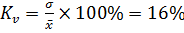 K_v = σ/x̄ × 100% = 16%